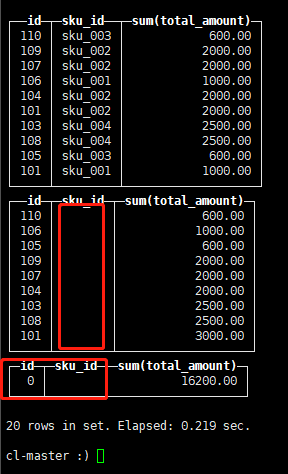 id sku_id sum(total_amount)
110 sku_003 600.00
109 sku_002 2000.00
107 sku_002 2000.00
106 sku_001 1000.00
104 sku_002 2000.00
101 sku_002 2000.00
103 sku_004 2500.00
108 sku_004 2500.00
105 sku_003 600.00
101 sku_001 1000.00
id sku_id sum(total_amount)
110 600.00
106 1000.00
105 600.00
109 2000.00
107 2000.00
104 2000.00
103 2500.00
108 2500.00
101 3000.00
id sku_id sum(total_amount)
0 16200.00
20 rows in set. Elapsed: 0.219 sec.
cl-master :)